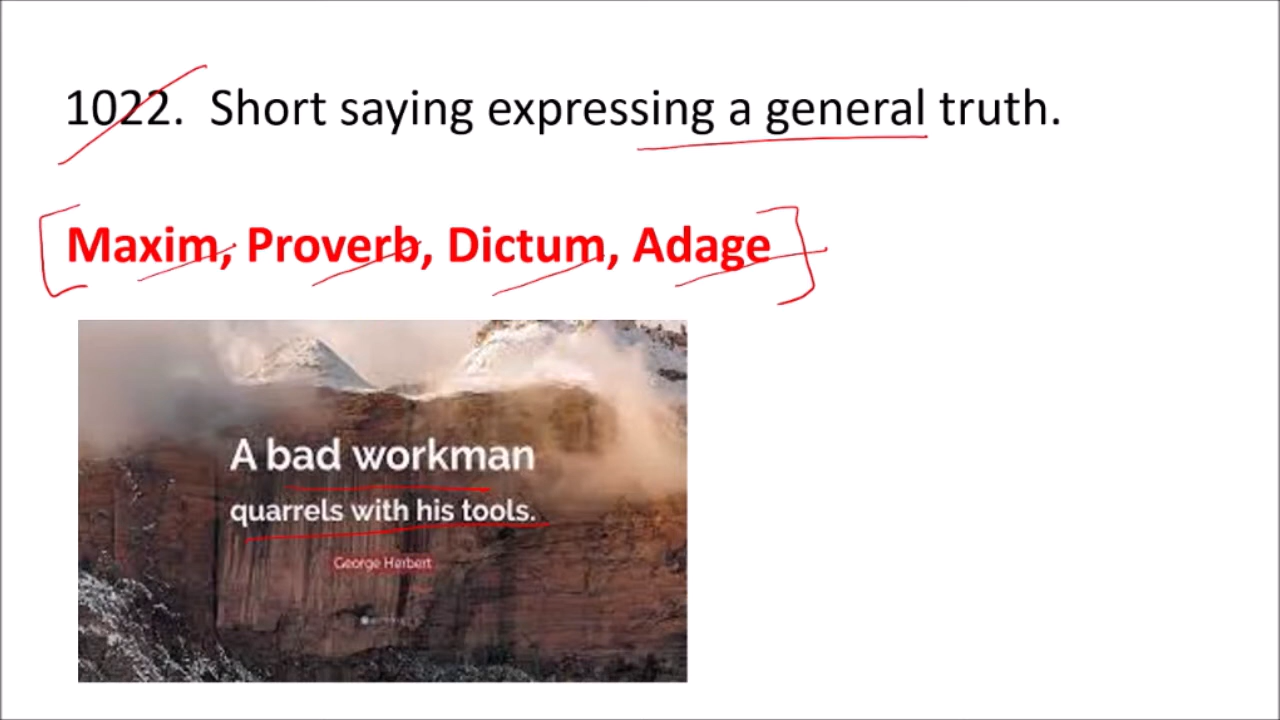 1022. Short saying expressing a general truth.
Maxim, Proverb, Dictum, Adage
A bad workman
quarrels with his tools.
George Herbert